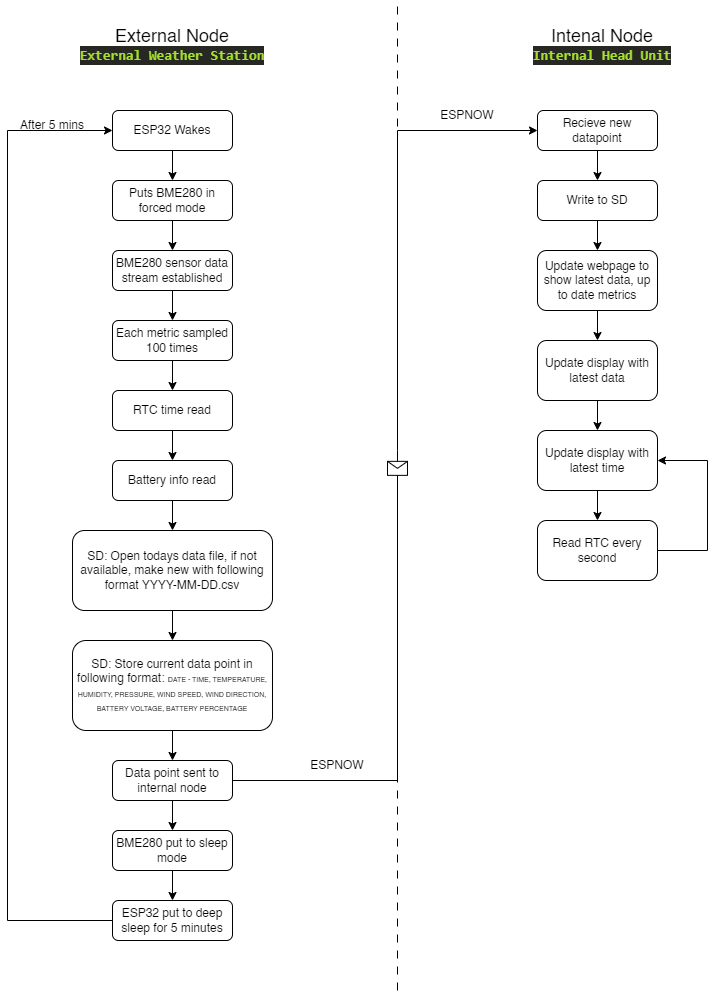 External Node
External Weather Station
After 5 mins
ESP32 Wakes
Puts BME280 in
forced mode
BME280 sensor data
stream established
Each metric sampled
100 times
RTC time read
Battery info read
SD: Open todays data file, if not
available, make new with following
format YYYY-MM-DD.csv
SD: Store current data point in
following format: DATE - TIME, TEMPERATURE,
HUMIDITY, PRESSURE, WIND SPEED, WIND DIRECTION,
BATTERY VOLTAGE, BATTERY PERCENTAGE
Data point sent to
internal node
ESPNOW
BME280 put to sleep
mode
ESP32 put to deep
sleep for 5 minutes
Intenal Node
Internal Head Unit
ESPNOW
Recieve new
datapoint
Write to SD
Update webpage to
show latest data, up
to date metrics
Update display with
latest data
Update display with
latest time
Read RTC every
second